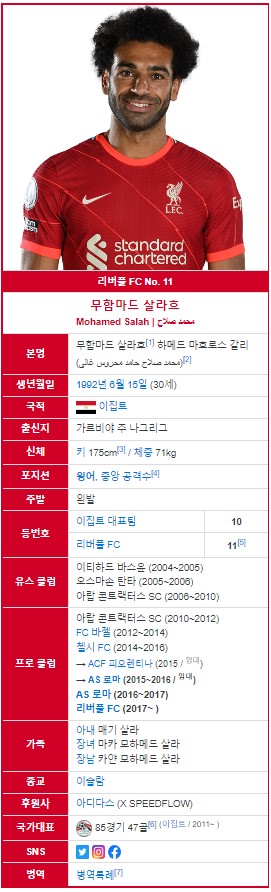 L.F.C.
standard
chartered
Expe
리버풀 FC No. 11
무함마드 살라흐
Mohamed Salah | محمد صلاح
본명
무함마드 살라흐[1] 하메드 마흐로스 갈리
(محمد صلاح حامد محروس غالى)[2]
생년월일
1992년 6월 15일 (30세)
국적
이집트
출신지
가르비야 주 나그리그
신체
키 175cm[3] / 체중 71kg
포지션
윙어, 중앙 공격수[4]
주발
왼발
등번호
이집트 대표팀
10
리버풀 FC
11[5]
유스 클럽
이티하드 바스윤 (2004~2005)
오스마손 탄타 (2005~2006)
아랍 콘트랙터스 SC (2006~2010)
프로 클럽
아랍 콘트랙터스 SC (2010~2012)
FC 바젤 (2012~2014)
첼시 FC (2014~2016)
→ ACF 피오렌티나 (2015 / 임대)
→ AS 로마 (2015~2016 / 임대)
AS 로마 (2016~2017)
리버풀 FC (2017~ )
가족
아내 매기 살라
장녀 마카 모하메드 살라
장남 카얀 모하메드 살라
종교
이슬람
후원사
아디다스 (X SPEEDFLOW)
국가대표
85경기 47골[6] (이집트 / 2011~ )
SNS
병역
병역특례[7]